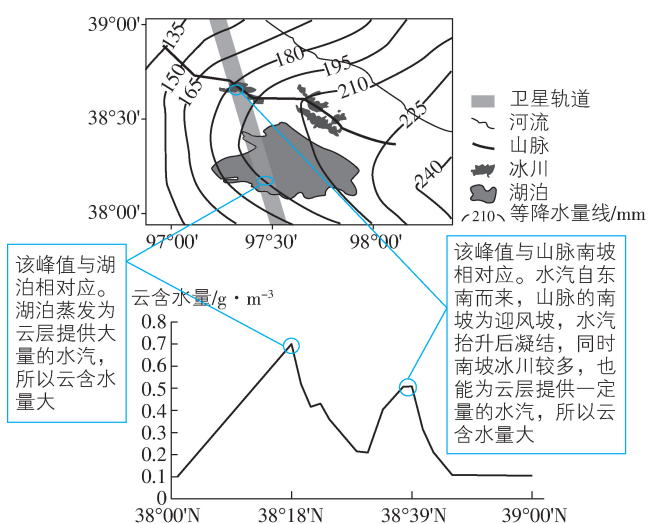 39°00'
38°30'
38°00'
97°00'
97°30'
98°00'
135
150
165
180
195
210
225
240
卫星轨道
河流
山脉
冰川
湖泊
210 等降水量线/mm
该峰值与湖
泊相对应。
湖泊蒸发为
云层提供大
量的水汽,
所以云含水
量大
该峰值与山脉南坡
相对应。水汽自东
南而来，山脉的南
坡为迎风坡，水汽
抬升后凝结，同时
南坡冰川较多，也
能为云层提供一定
量的水汽，所以云
含水量大
云含水量/g·m⁻³
0.8
0.7
0.6
0.5
0.4
0.3
0.2
0.1
0
38°00'N
38°18'N
38°39'N
39°00'N